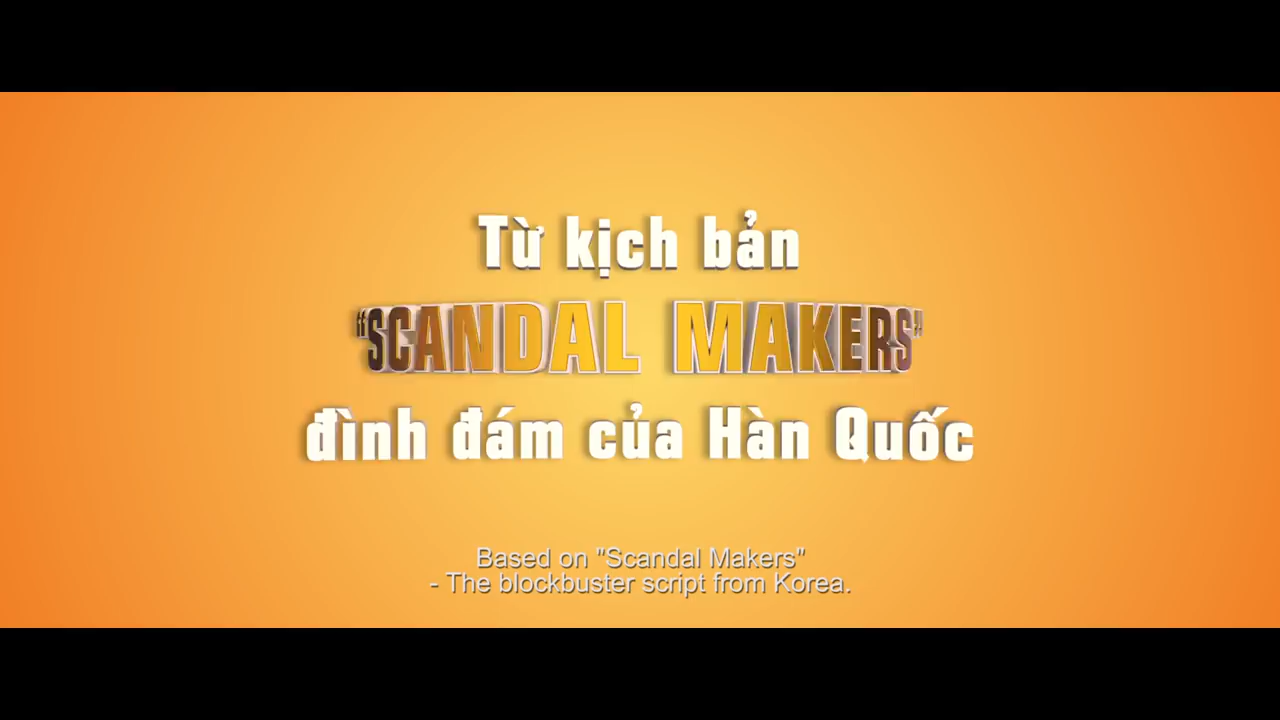 Từ kịch bản
“SCANDAL MAKERS”
đình đám của Hàn Quốc
Based on "Scandal Makers"
- The blockbuster script from Korea.